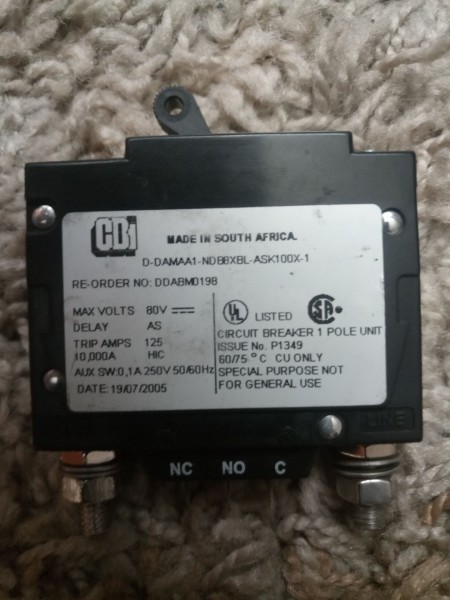 CBi
MADE IN SOUTH AFRICA.
D-DAMAA1-NDB8XBL-ASK100X-1
RE-ORDER NO: DDABM0198
MAX VOLTS 80V
DELAY AS
TRIP AMPS 125
10,000A HIC
AUX SW:0,1A 250V 50/60Hz
DATE: 19/07/2005
UL LISTED SA
CIRCUIT BREAKER 1 POLE UNIT
ISSUE No. P1349
60/75 °C CU ONLY
SPECIAL PURPOSE NOT
FOR GENERAL USE
LINE
NC NO C